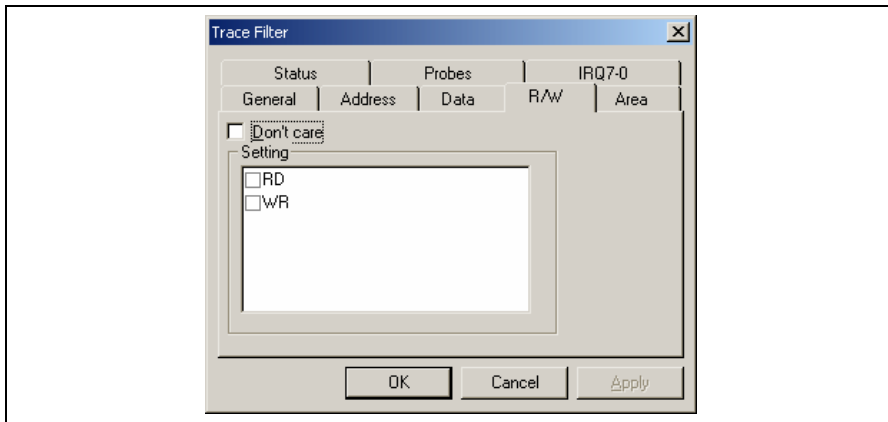 Trace Filter
Status Probes IRQ7-0
General Address Data R/W Area
Don't care
Setting
RD
WR
OK Cancel Apply